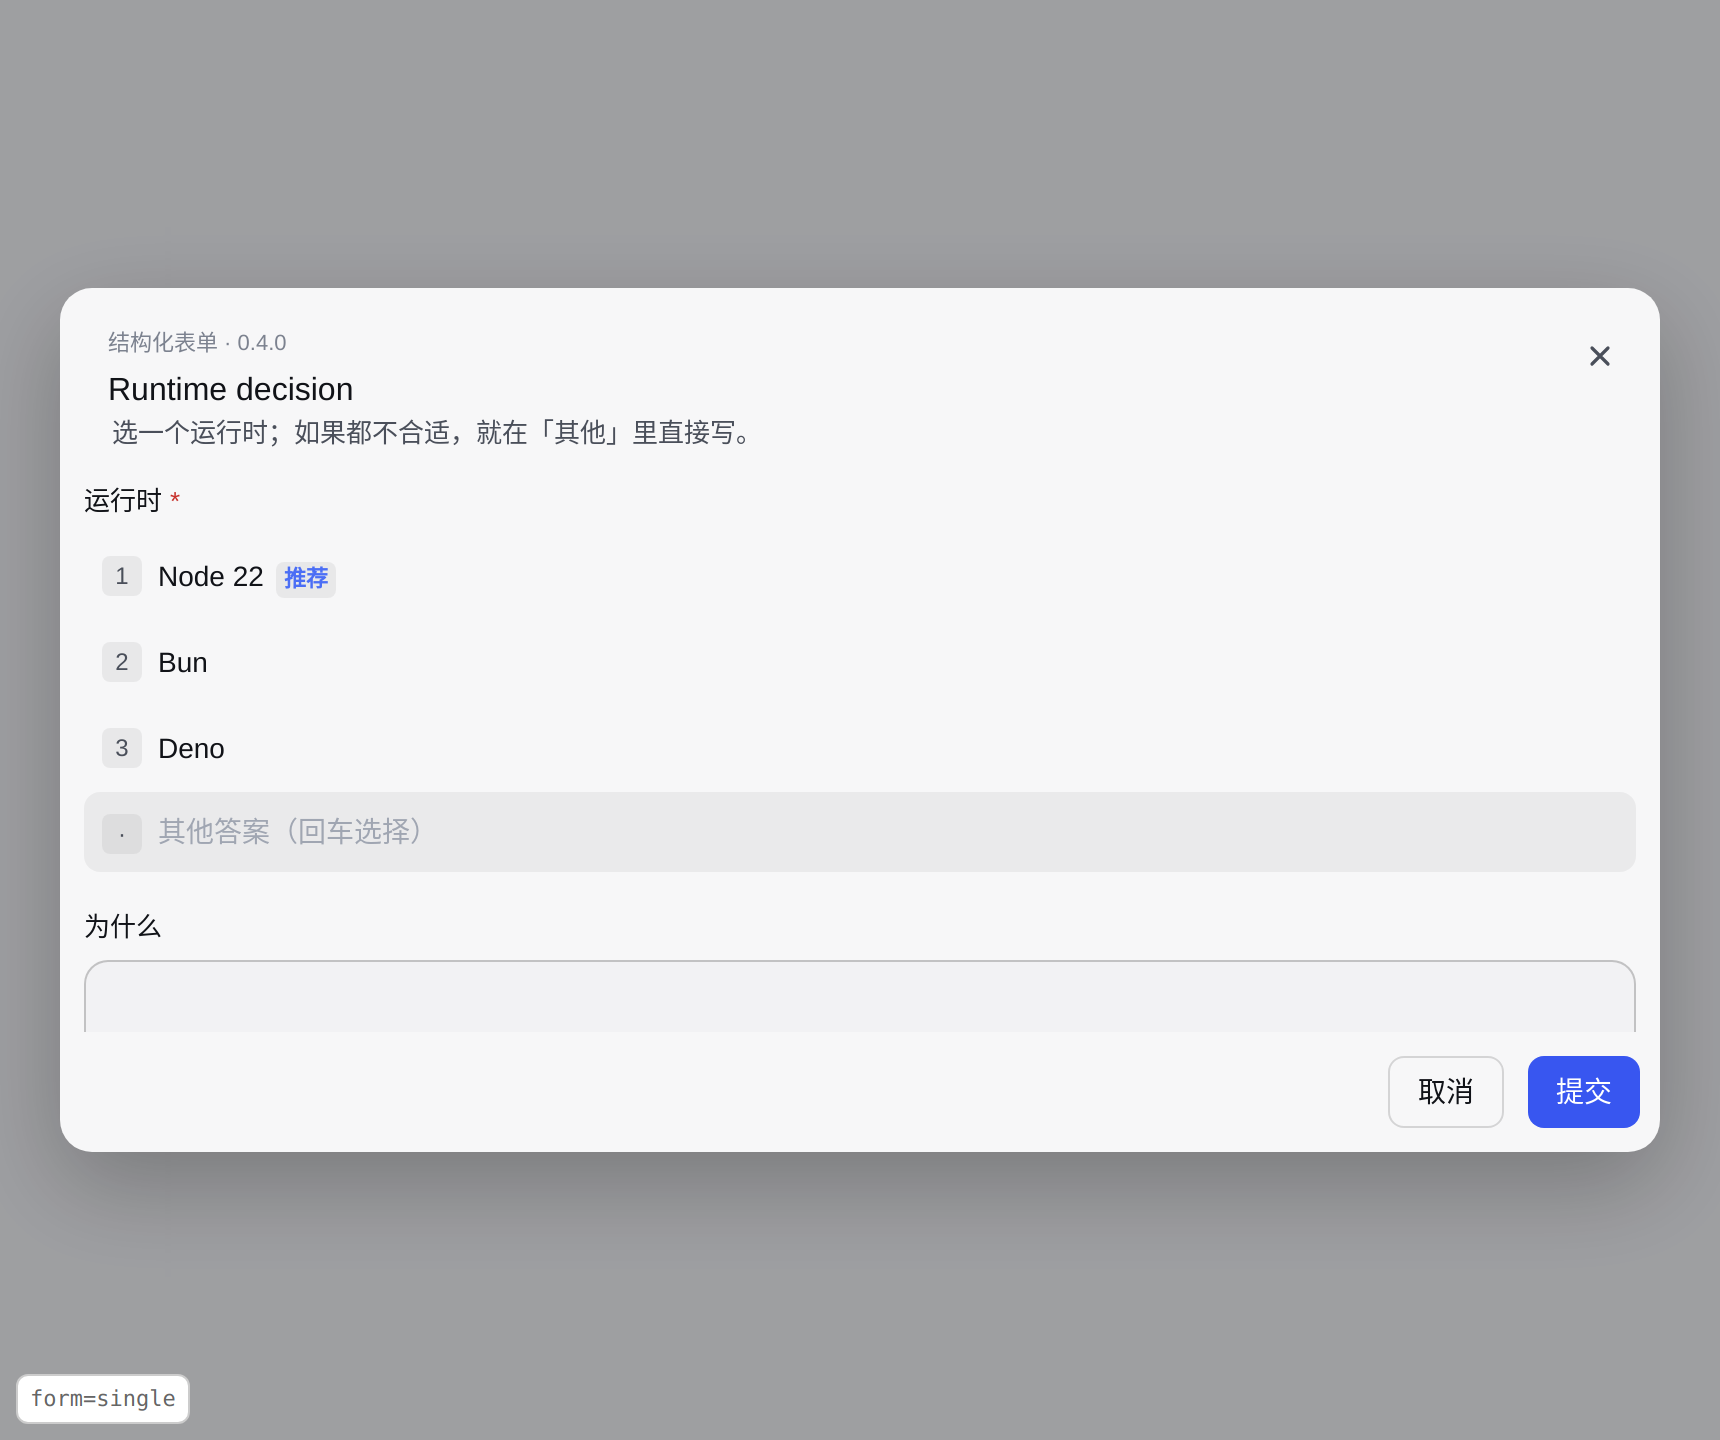 结构化表单 · 0.4.0
Runtime decision
选一个运行时；如果都不合适，就在「其他」里直接写。
运行时 *
1 Node 22 推荐
2 Bun
3 Deno
· 其他答案（回车选择）
为什么
取消 提交
form=single